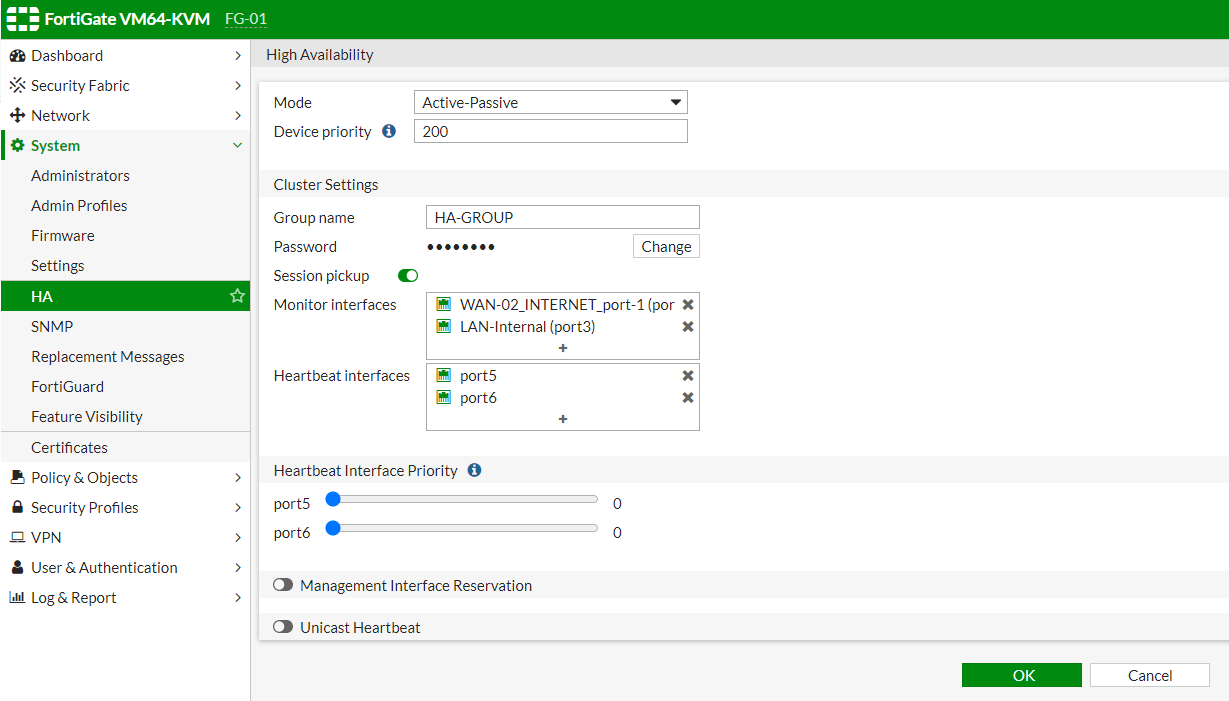 FortiGate VM64-KVM FG-01
Dashboard
Security Fabric
Network
System
Administrators
Admin Profiles
Firmware
Settings
HA
SNMP
Replacement Messages
FortiGuard
Feature Visibility
Certificates
Policy & Objects
Security Profiles
VPN
User & Authentication
Log & Report
High Availability
Mode Active-Passive
Device priority 200
Cluster Settings
Group name HA-GROUP
Password •••••••• Change
Session pickup
Monitor interfaces WAN-02_INTERNET_port-1 (por
LAN-Internal (port3)
+
Heartbeat interfaces port5
port6
+
Heartbeat Interface Priority
port5 0
port6 0
Management Interface Reservation
Unicast Heartbeat
OK Cancel